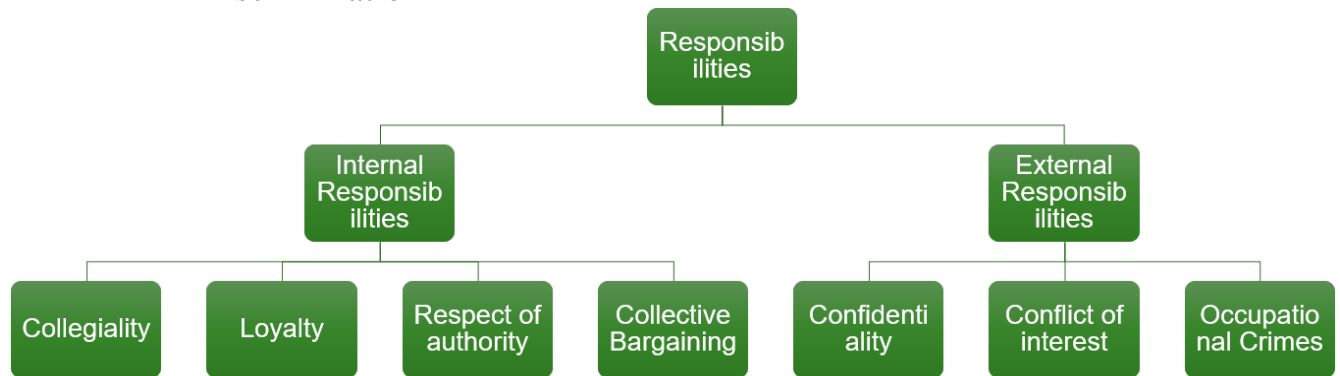 Responsib
ilities
Internal
Responsib
ilities
External
Responsib
ilities
Collegiality
Loyalty
Respect of
authority
Collective
Bargaining
Confidenti
ality
Conflict of
interest
Occupatio
nal Crimes